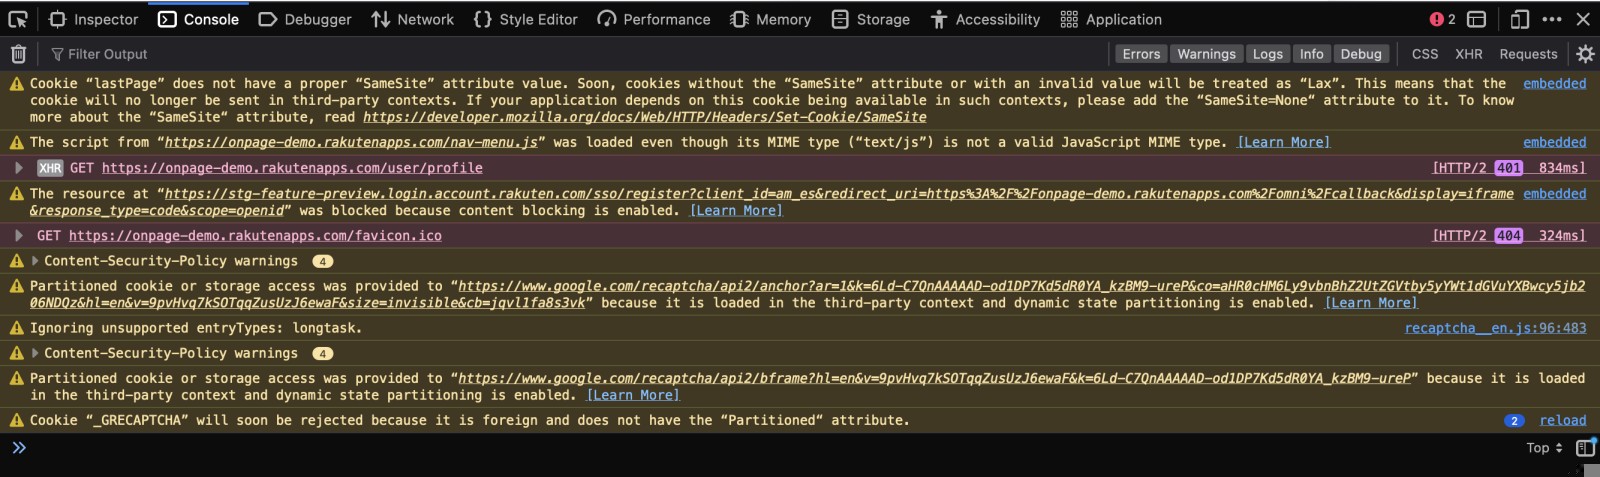 Inspector Console Debugger Network Style Editor Performance Memory Storage Accessibility Application 2
Filter Output Errors Warnings Logs Info Debug CSS XHR Requests
Cookie “lastPage” does not have a proper “SameSite” attribute value. Soon, cookies without the “SameSite” attribute or with an invalid value will be treated as “Lax”. This means that the embedded
cookie will no longer be sent in third-party contexts. If your application depends on this cookie being available in such contexts, please add the “SameSite=None“ attribute to it. To know
more about the “SameSite“ attribute, read https://developer.mozilla.org/docs/Web/HTTP/Headers/Set-Cookie/SameSite
The script from “https://onpage-demo.rakutenapps.com/nav-menu.js” was loaded even though its MIME type (“text/js”) is not a valid JavaScript MIME type. [Learn More] embedded
XHR GET https://onpage-demo.rakutenapps.com/user/profile [HTTP/2 401 834ms]
The resource at “https://stg-feature-preview.login.account.rakuten.com/sso/register?client_id=am_es&redirect_uri=https%3A%2F%2Fonpage-demo.rakutenapps.com%2Fomni%2Fcallback&display=iframe embedded
&response_type=code&scope=openid” was blocked because content blocking is enabled. [Learn More]
GET https://onpage-demo.rakutenapps.com/favicon.ico [HTTP/2 404 324ms]
Content-Security-Policy warnings 4
Partitioned cookie or storage access was provided to “https://www.google.com/recaptcha/api2/anchor?ar=1&k=6Ld-C7QnAAAAAD-od1DP7Kd5dR0YA_kzBM9-ureP&co=aHR0cHM6Ly9vbnBhZ2UtZGVtby5yYWt1dGVuYXBwcy5jb2
06NDQz&hl=en&v=9pvHvq7kSOTqqZusUzJ6ewaF&size=invisible&cb=jqvl1fa8s3vk” because it is loaded in the third-party context and dynamic state partitioning is enabled. [Learn More]
Ignoring unsupported entryTypes: longtask. recaptcha__en.js:96:483
Content-Security-Policy warnings 4
Partitioned cookie or storage access was provided to “https://www.google.com/recaptcha/api2/bframe?hl=en&v=9pvHvq7kSOTqqZusUzJ6ewaF&k=6Ld-C7QnAAAAAD-od1DP7Kd5dR0YA_kzBM9-ureP” because it is loaded
in the third-party context and dynamic state partitioning is enabled. [Learn More]
Cookie “_GRECAPTCHA” will soon be rejected because it is foreign and does not have the “Partitioned“ attribute. 2 reload
Top